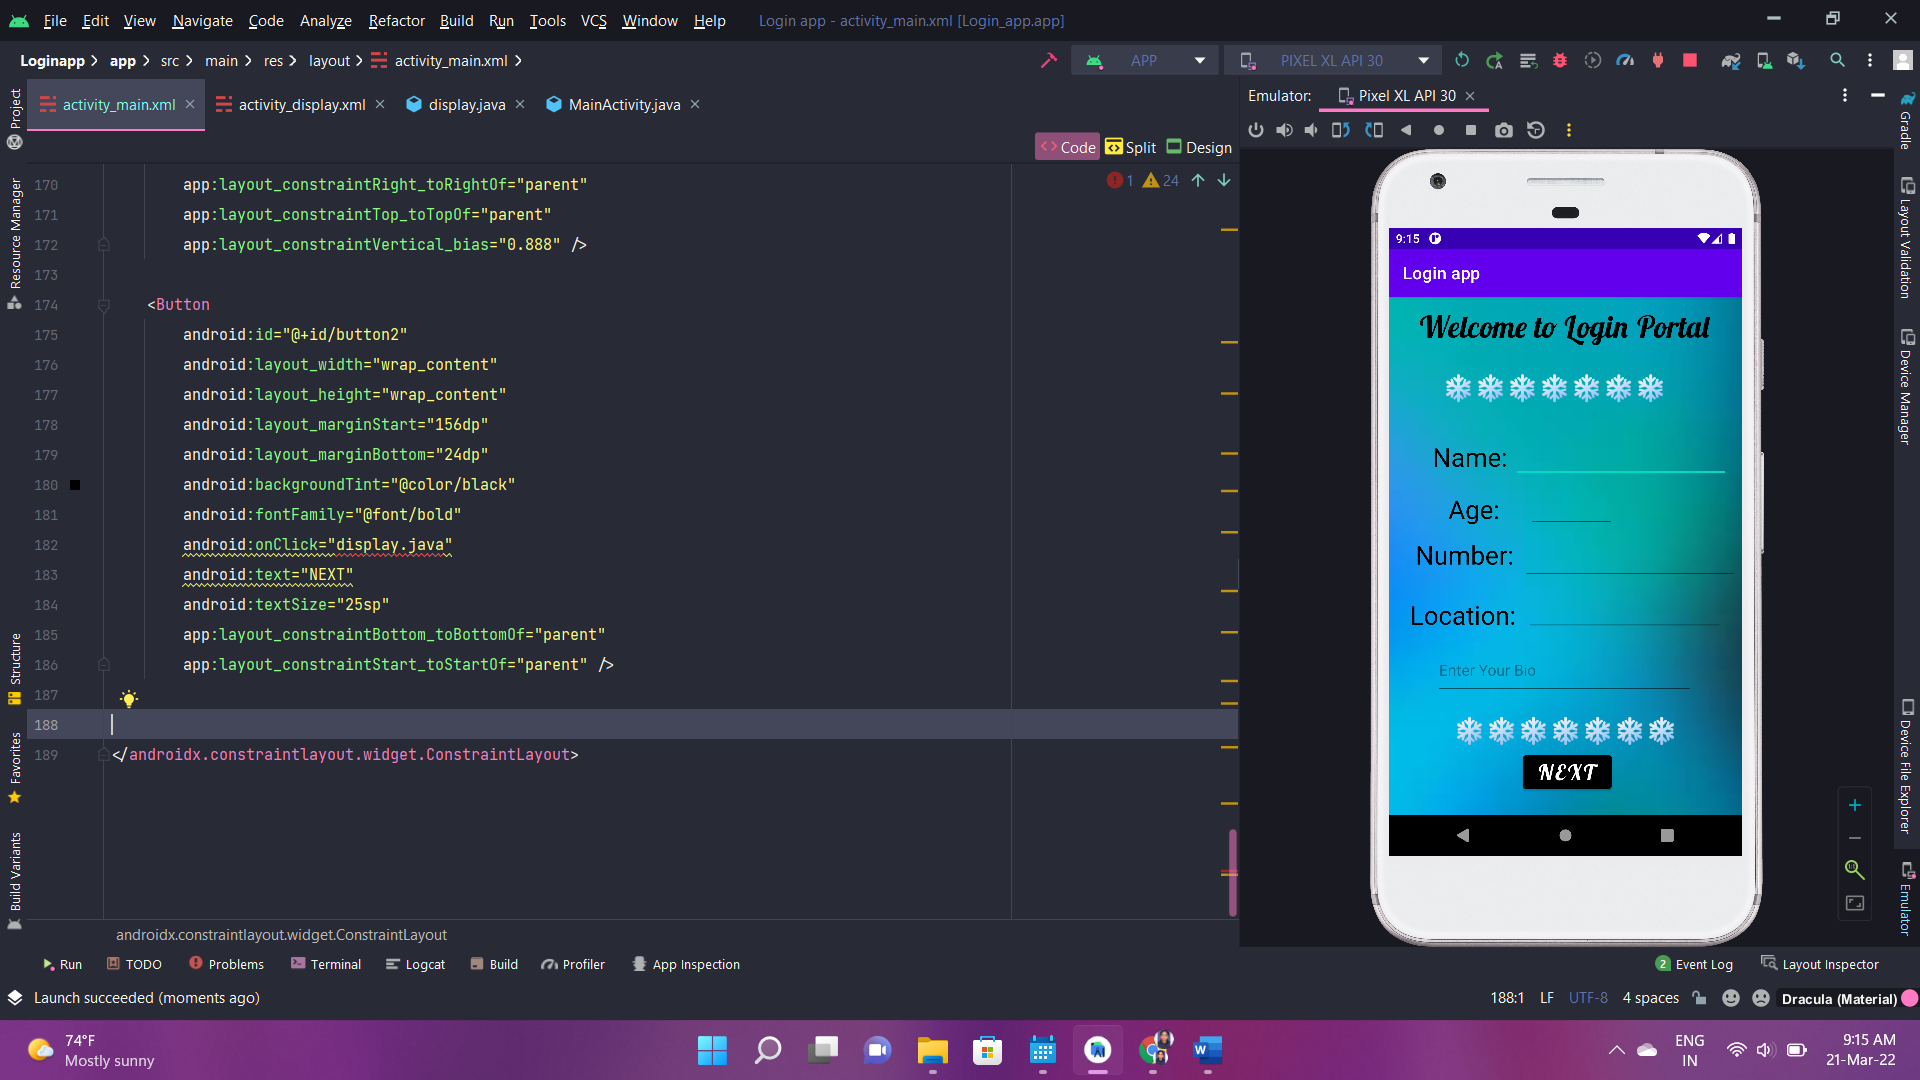 File Edit View Navigate Code Analyze Refactor Build Run Tools VCS Window Help Login app - activity_main.xml [Login_app.app]
Loginapp app src main res layout activity_main.xml APP PIXEL XL API 30
activity_main.xml activity_display.xml display.java MainActivity.java
Emulator: Pixel XL API 30
Code Split Design
1 24
Project
Resource Manager
Structure
Favorites
Build Variants
170 app:layout_constraintRight_toRightOf="parent"
171 app:layout_constraintTop_toTopOf="parent"
172 app:layout_constraintVertical_bias="0.888" />
173
174 <Button
175 android:id="@+id/button2"
176 android:layout_width="wrap_content"
177 android:layout_height="wrap_content"
178 android:layout_marginStart="156dp"
179 android:layout_marginBottom="24dp"
180 android:backgroundTint="@color/black"
181 android:fontFamily="@font/bold"
182 android:onClick="display.java"
183 android:text="NEXT"
184 android:textSize="25sp"
185 app:layout_constraintBottom_toBottomOf="parent"
186 app:layout_constraintStart_toStartOf="parent" />
187
188
189 </androidx.constraintlayout.widget.ConstraintLayout>
androidx.constraintlayout.widget.ConstraintLayout
9:15
Login app
Welcome to Login Portal
Name:
Age:
Number:
Location:
Enter Your Bio
NEXT
1:1
Gradle
Layout Validation
Device Manager
Device File Explorer
Emulator
Run TODO Problems Terminal Logcat Build Profiler App Inspection 2 Event Log Layout Inspector
Launch succeeded (moments ago) 188:1 LF UTF-8 4 spaces Dracula (Material)
74°F
Mostly sunny
ENG
IN
9:15 AM
21-Mar-22